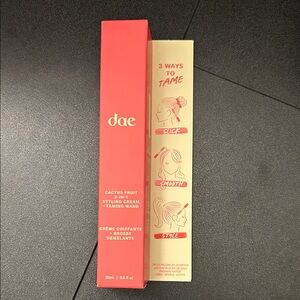 dae
CACTUS FRUIT
3-IN-1
STYLING CREAM
+ TAMING WAND
CRÈME COIFFANTE
+ BROSSE
DÉMÊLANTE
3 WAYS
TO
TAME
SLICK
SMOOTH
STYLE